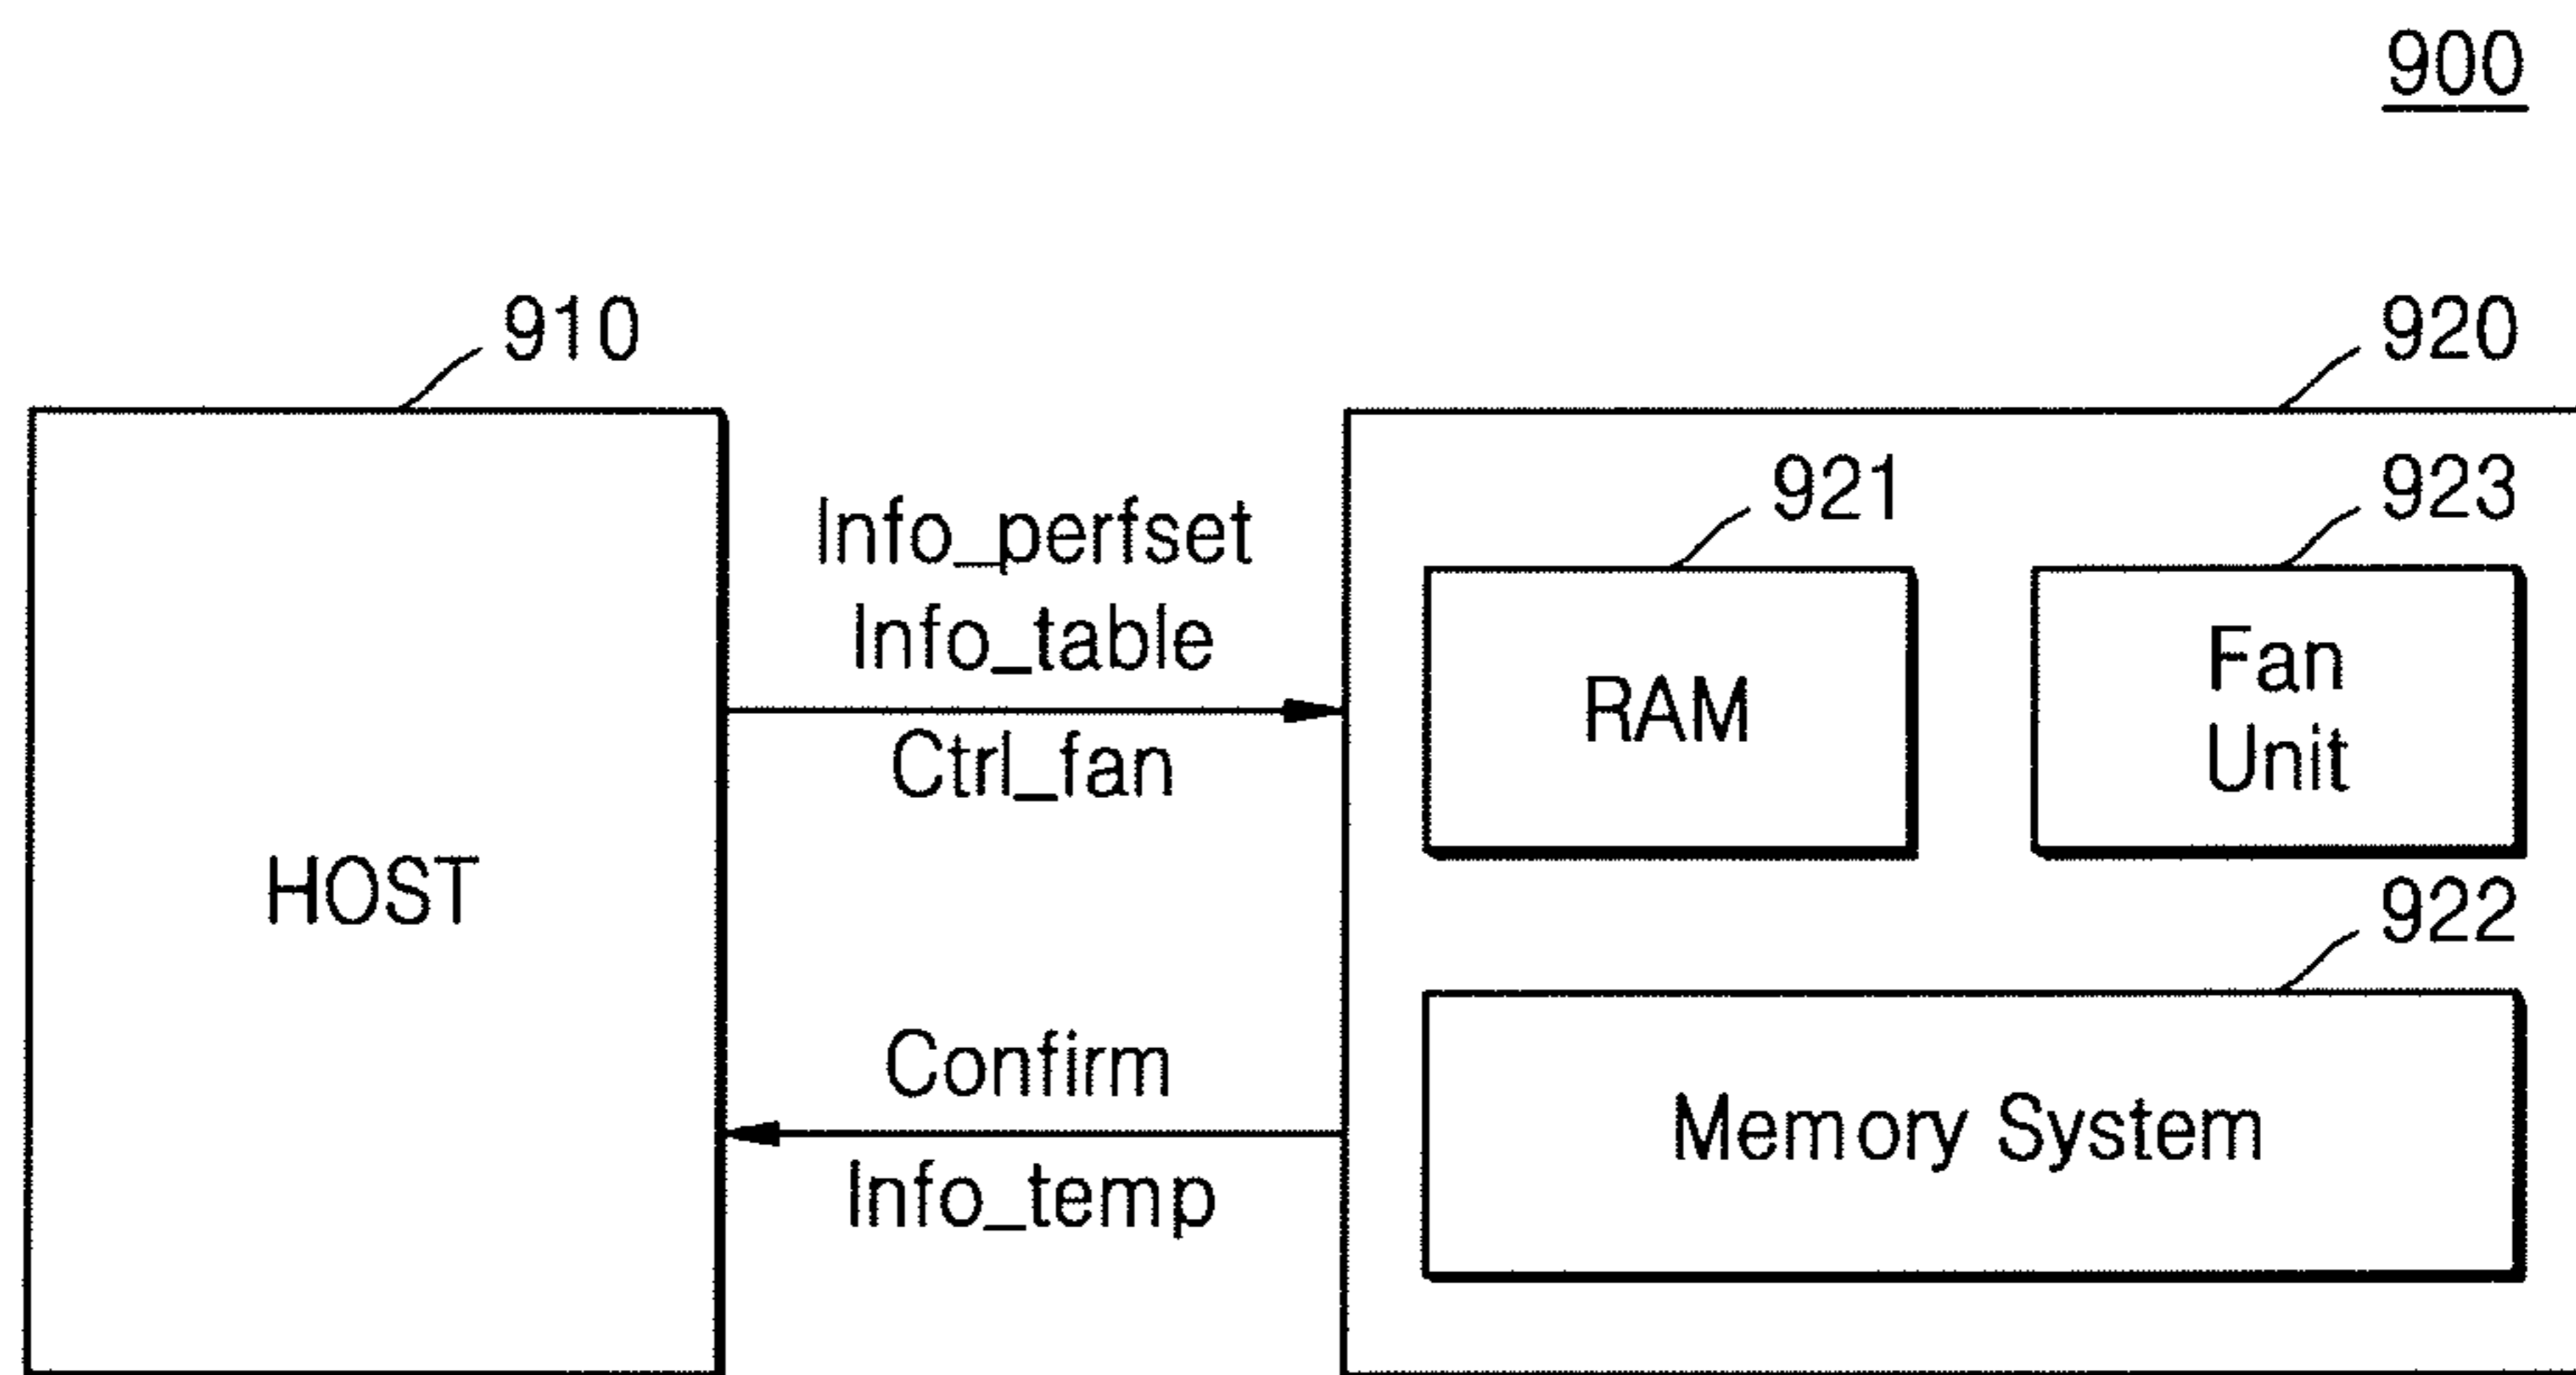 900
910
920
Info_perfset
Info_table
Ctrl_fan
921
923
RAM
Fan
Unit
HOST
922
Confirm
Info_temp
Memory System